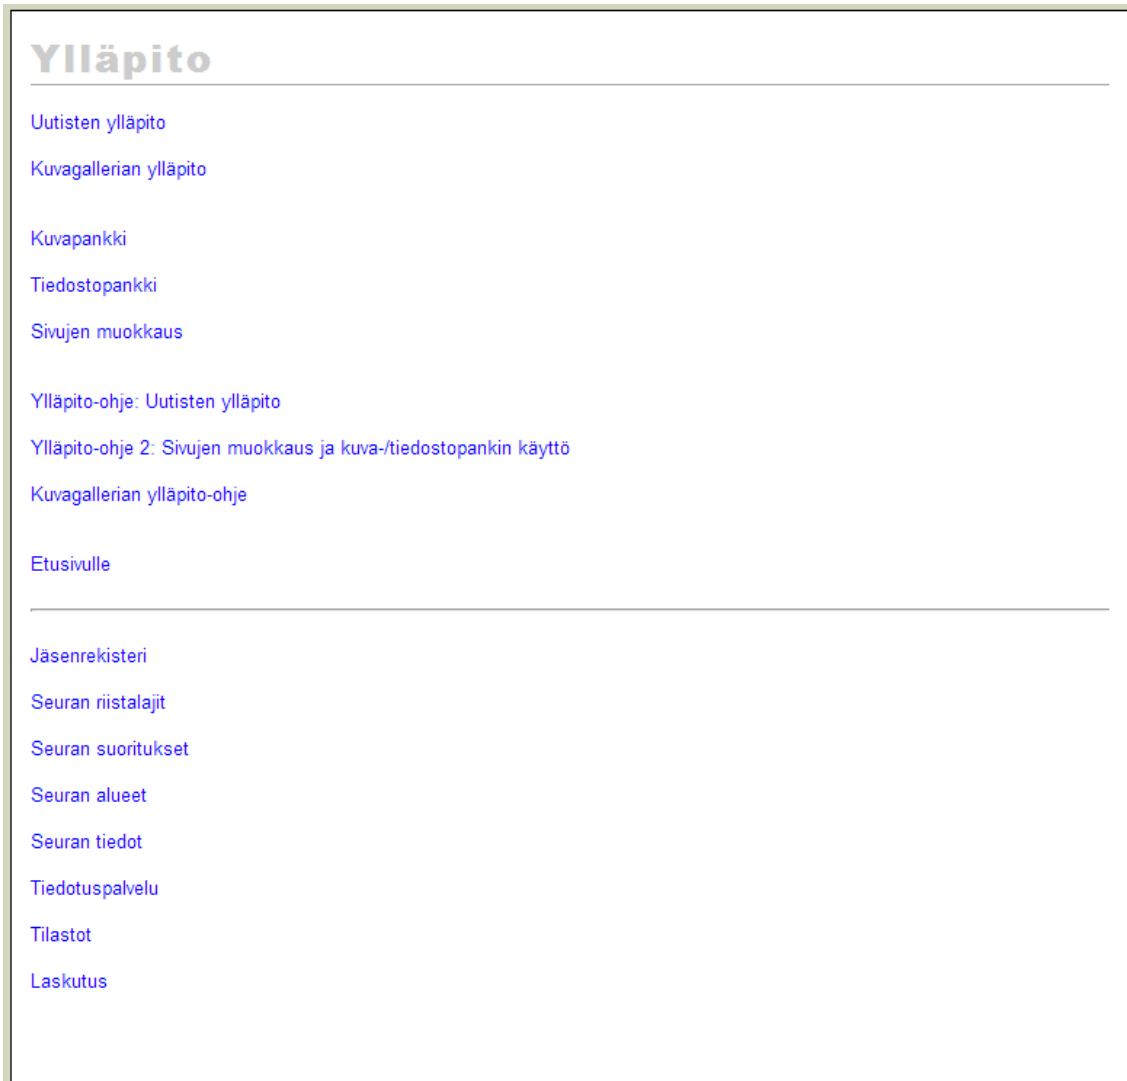 Ylläpito
Uutisten ylläpito
Kuvagallerian ylläpito
Kuvapankki
Tiedostopankki
Sivujen muokkaus
Ylläpito-ohje: Uutisten ylläpito
Ylläpito-ohje 2: Sivujen muokkaus ja kuva-/tiedostopankin käyttö
Kuvagallerian ylläpito-ohje
Etusivulle
Jäsenrekisteri
Seuran riistalajit
Seuran suoritukset
Seuran alueet
Seuran tiedot
Tiedotuspalvelu
Tilastot
Laskutus